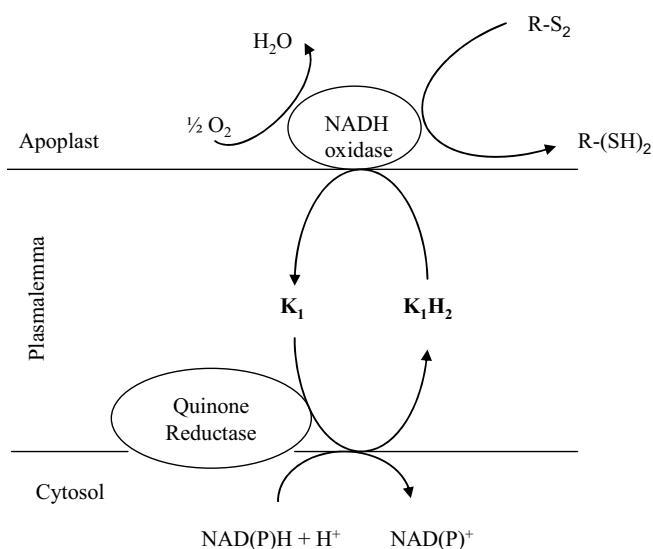 R-S₂
H₂O
½ O₂
NADH
oxidase
Apoplast
R-(SH)₂
Plasmalemma
K₁
K₁H₂
Quinone
Reductase
Cytosol
NAD(P)H + H⁺
NAD(P)⁺